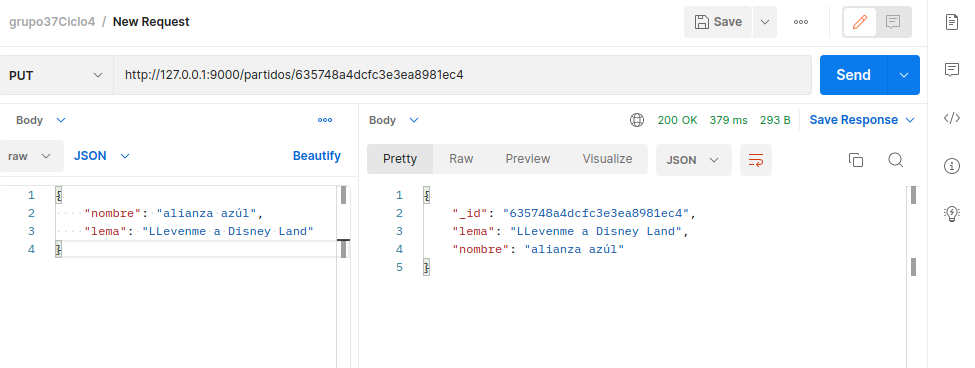 grupo37Ciclo4 / New Request
Save
PUT
http://127.0.0.1:9000/partidos/635748a4dcfc3e3ea8981ec4
Send
Body
raw
JSON
Beautify
1 {
2 "nombre": "alianza azúl",
3 "lema": "LLevenme a Disney Land"
4 }
Body
200 OK 379 ms 293 B Save Response
Pretty Raw Preview Visualize JSON
1 {
2 "_id": "635748a4dcfc3e3ea8981ec4",
3 "lema": "LLevenme a Disney Land",
4 "nombre": "alianza azúl"
5 }